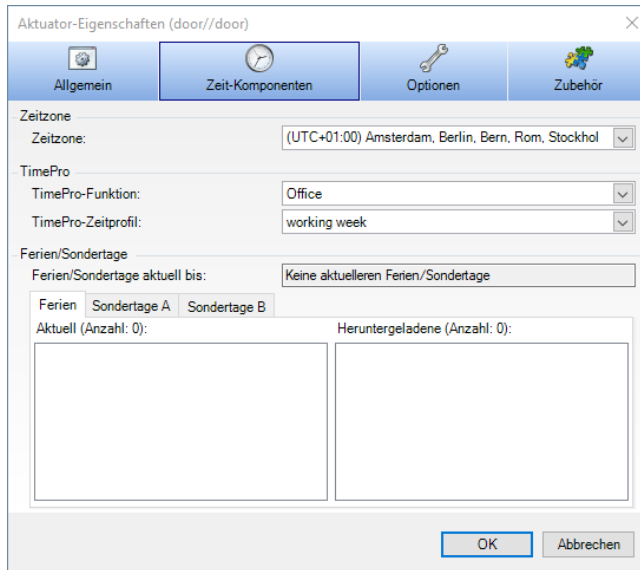 Aktuator-Eigenschaften (door//door)
Allgemein Zeit-Komponenten Optionen Zubehör
Zeitzone
Zeitzone: (UTC+01:00) Amsterdam, Berlin, Bern, Rom, Stockhol
TimePro
TimePro-Funktion: Office
TimePro-Zeitprofil: working week
Ferien/Sondertage
Ferien/Sondertage aktuell bis: Keine aktuelleren Ferien/Sondertage
Ferien Sondertage A Sondertage B
Aktuell (Anzahl: 0): Heruntergeladene (Anzahl: 0):
OK Abbrechen